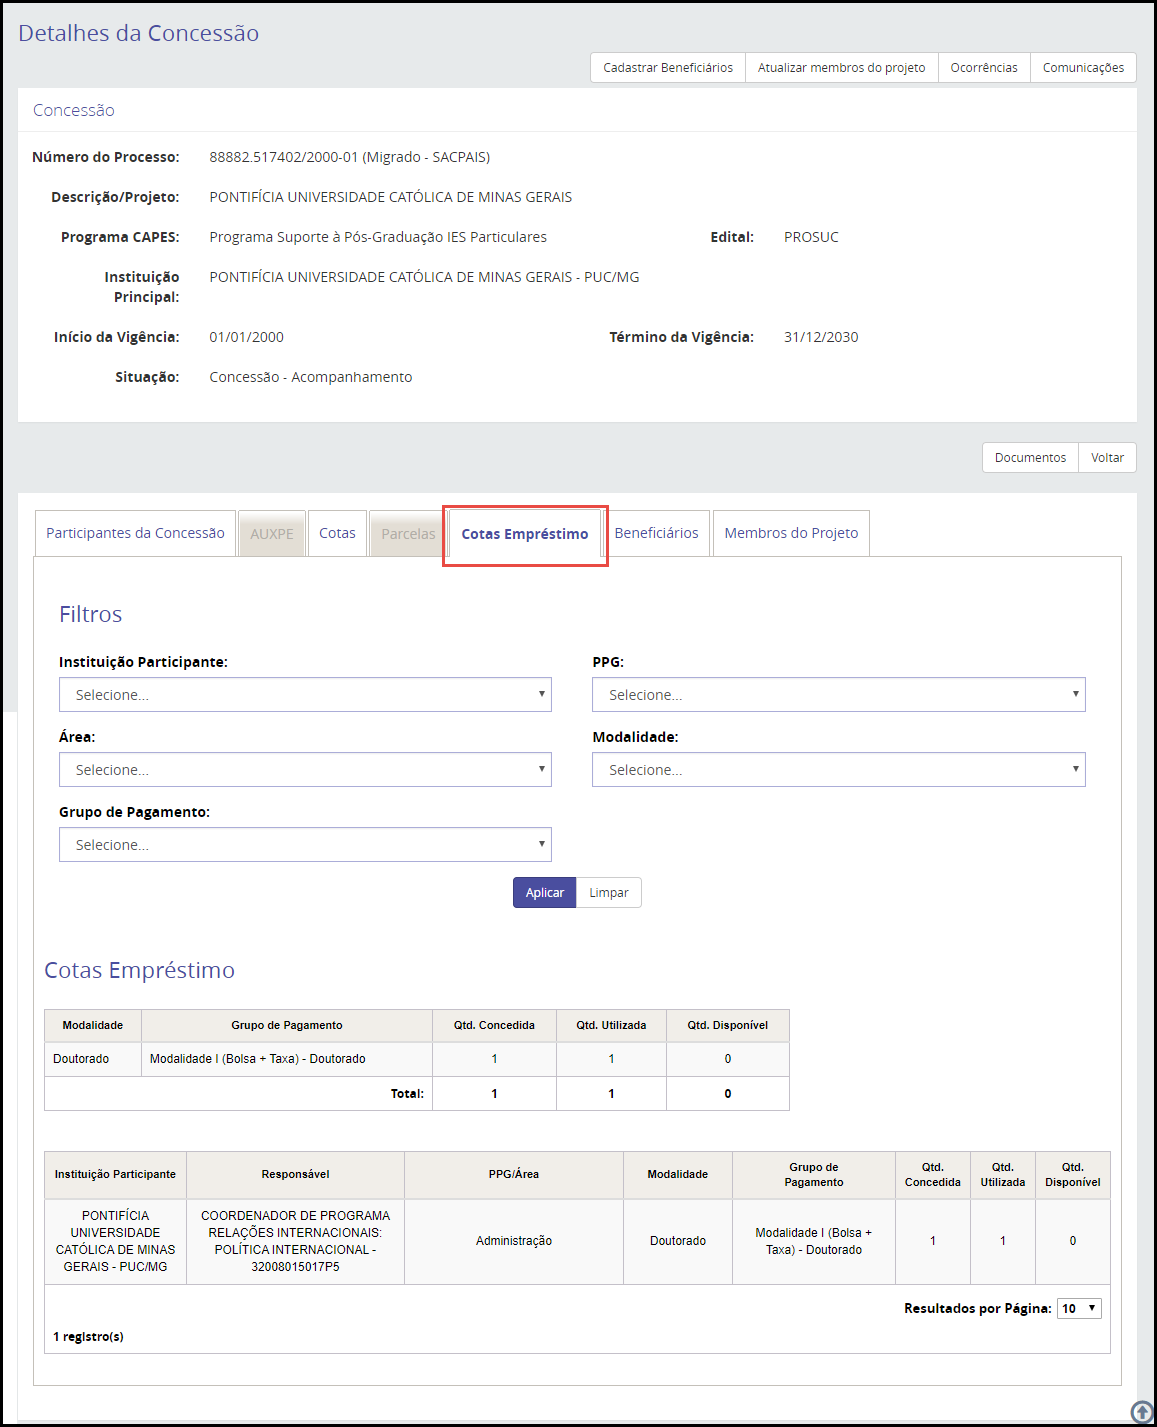 Detalhes da Concessão
Cadastrar Beneficiários Atualizar membros do projeto Ocorrências Comunicações
Concessão
Número do Processo: 88882.517402/2000-01 (Migrado - SACPAIS)
Descrição/Projeto: PONTIFÍCIA UNIVERSIDADE CATÓLICA DE MINAS GERAIS
Programa CAPES: Programa Suporte à Pós-Graduação IES Particulares Edital: PROSUC
Instituição Principal: PONTIFÍCIA UNIVERSIDADE CATÓLICA DE MINAS GERAIS - PUC/MG
Início da Vigência: 01/01/2000 Término da Vigência: 31/12/2030
Situação: Concessão - Acompanhamento
Documentos Voltar
Participantes da Concessão AUXPE Cotas Parcelas Cotas Empréstimo Beneficiários Membros do Projeto
Filtros
Instituição Participante: PPG:
Selecione... Selecione...
Área: Modalidade:
Selecione... Selecione...
Grupo de Pagamento:
Selecione...
Aplicar Limpar
Cotas Empréstimo
Modalidade Grupo de Pagamento Qtd. Concedida Qtd. Utilizada Qtd. Disponível
Doutorado Modalidade I (Bolsa + Taxa) - Doutorado 1 1 0
Total: 1 1 0
Instituição Participante Responsável PPG/Área Modalidade Grupo de Pagamento Qtd. Concedida Qtd. Utilizada Qtd. Disponível
PONTIFÍCIA UNIVERSIDADE CATÓLICA DE MINAS GERAIS - PUC/MG COORDENADOR DE PROGRAMA RELAÇÕES INTERNACIONAIS: POLÍTICA INTERNACIONAL - 32008015017P5 Administração Doutorado Modalidade I (Bolsa + Taxa) - Doutorado 1 1 0
Resultados por Página: 10
1 registro(s)